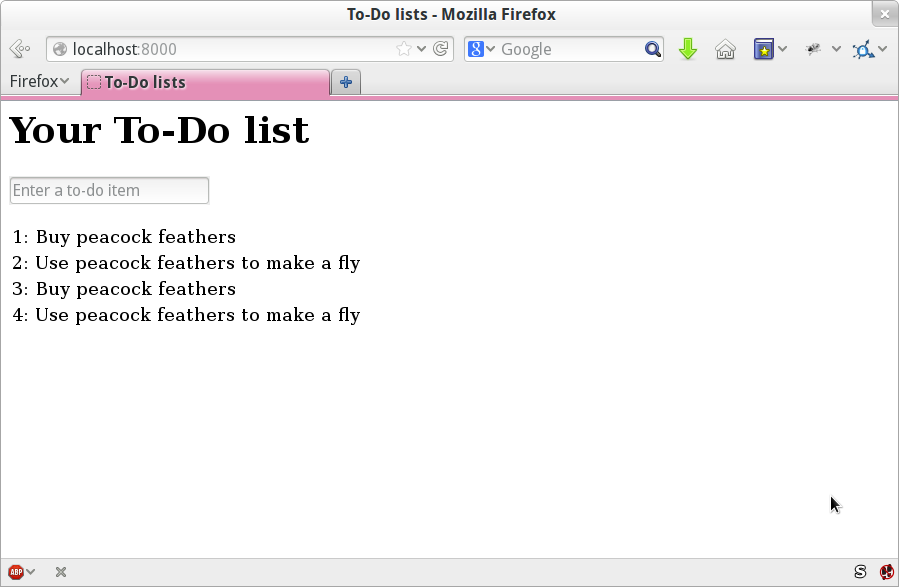 To-Do lists - Mozilla Firefox
localhost:8000
8 Google
Firefox
To-Do lists
Your To-Do list
Enter a to-do item
1: Buy peacock feathers
2: Use peacock feathers to make a fly
3: Buy peacock feathers
4: Use peacock feathers to make a fly
ABP
S